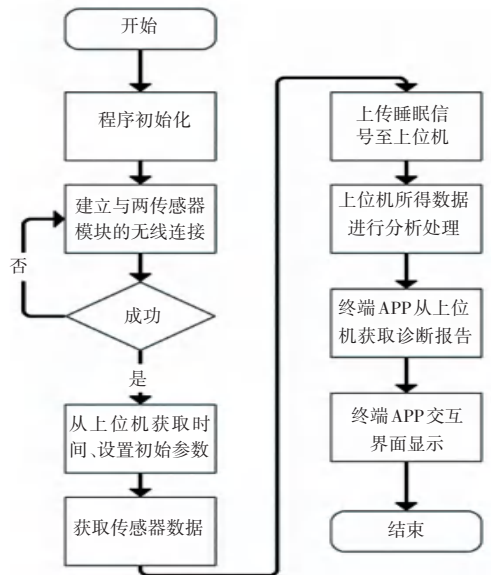 开始
程序初始化
建立与两传感器
模块的无线连接
否
成功
是
从上位机获取时
间、设置初始参数
获取传感器数据
上传睡眠信
号至上位机
上位机所得数据
进行分析处理
终端APP从上位
机获取诊断报告
终端APP交互
界面显示
结束